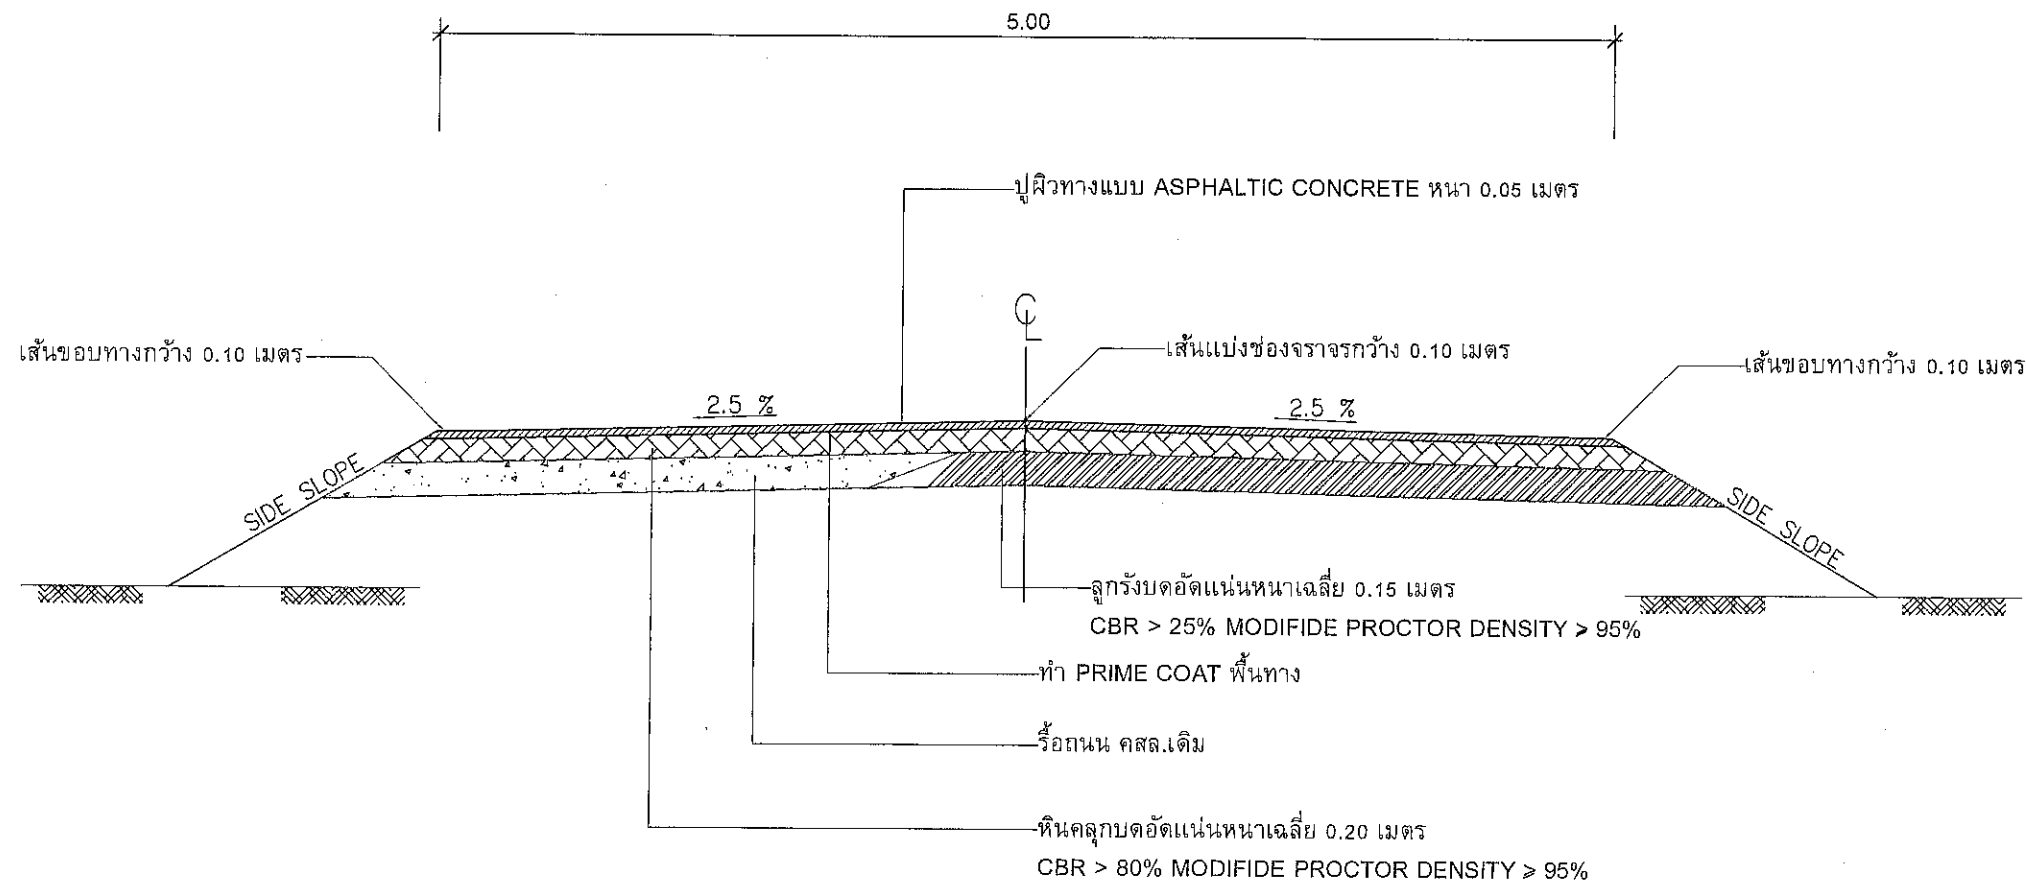 5.00
ปูผิวทางแบบ ASPHALTIC CONCRETE หนา 0.05 เมตร
CL
เส้นขอบทางกว้าง 0.10 เมตร
เส้นแบ่งช่องจราจรกว้าง 0.10 เมตร
เส้นขอบทางกว้าง 0.10 เมตร
2.5 %
2.5 %
SIDE SLOPE
SIDE SLOPE
ลูกรังบดอัดแน่นหนาเฉลี่ย 0.15 เมตร
CBR > 25% MODIFIDE PROCTOR DENSITY ⩾ 95%
ทำ PRIME COAT พื้นทาง
รื้อถนน คสล.เดิม
หินคลุกบดอัดแน่นหนาเฉลี่ย 0.20 เมตร
CBR > 80% MODIFIDE PROCTOR DENSITY ⩾ 95%